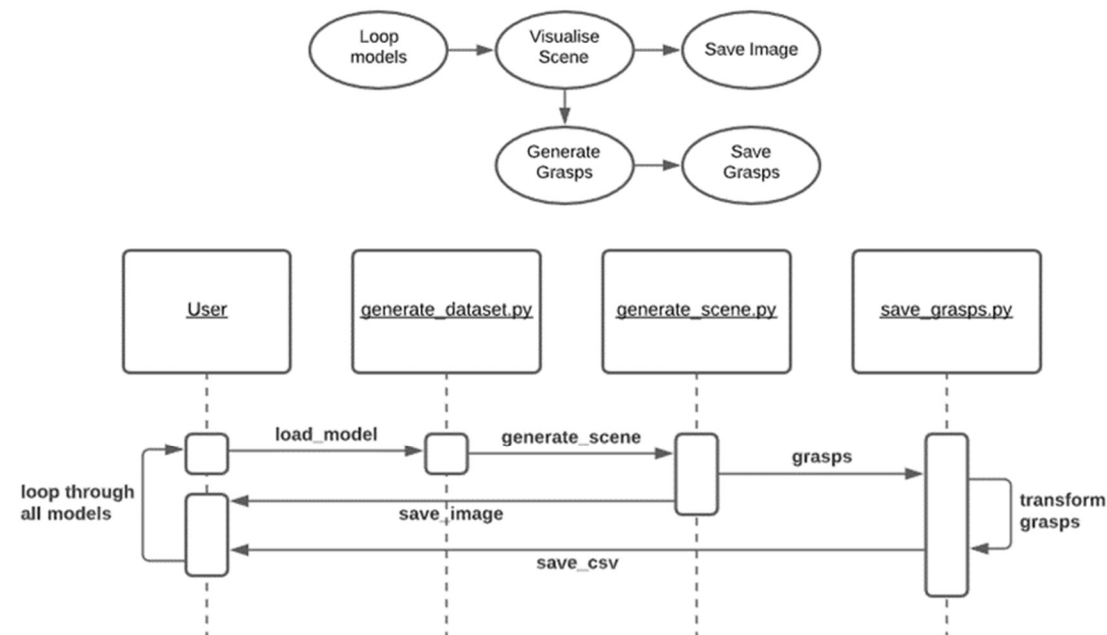 Loop
models
Visualise
Scene
Save Image
Generate
Grasps
Save
Grasps
User
generate_dataset.py
generate_scene.py
save_grasps.py
load_model
generate_scene
grasps
loop through
all models
save_image
transform
grasps
save_csv